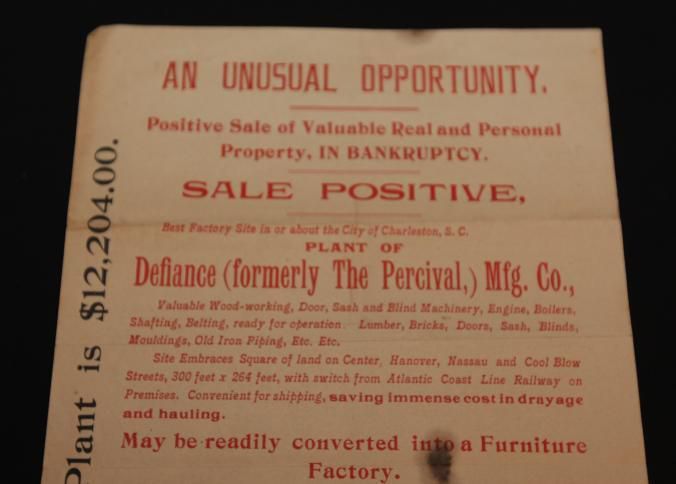 AN UNUSUAL OPPORTUNITY.
Positive Sale of Valuable Real and Personal
Property, IN BANKRUPTCY.
SALE POSITIVE,
Best Factory Site in or about the City of Charleston, S. C.
PLANT OF
Defiance (formerly The Percival,) Mfg. Co.,
Valuable Wood-working, Door, Sash and Blind Machinery, Engine, Boilers,
Shafting, Belting, ready for operation. Lumber, Bricks, Doors, Sash, Blinds,
Mouldings, Old Iron Piping, Etc. Etc.
Site Embraces Square of land on Center, Hanover, Nassau and Cool Blow
Streets, 300 feet x 264 feet, with switch from Atlantic Coast Line Railway on
Premises. Convenient for shipping, saving immense cost in drayage
and hauling.
May be readily converted into a Furniture
Factory.
Plant is $12,204.00.